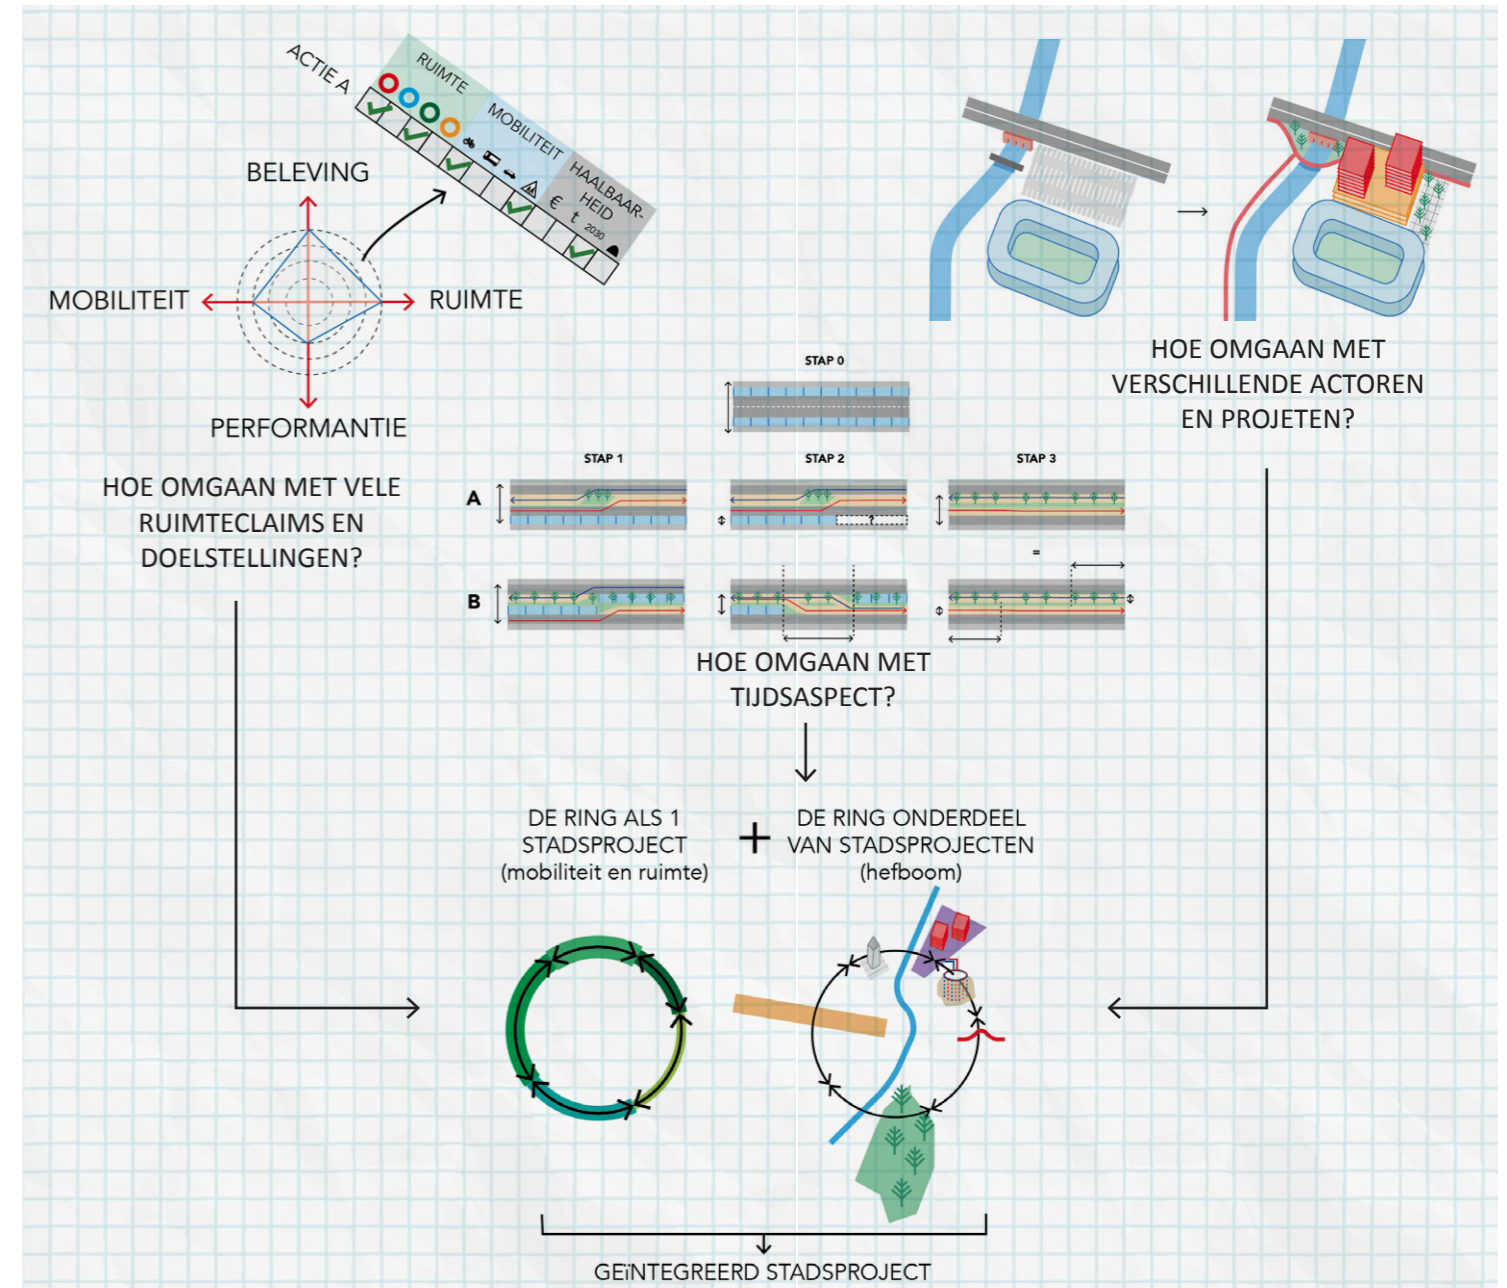 ACTIE A
RUIMTE
MOBILITEIT
HAALBAAR-
HEID
€ t 2030
BELEVING
MOBILITEIT
RUIMTE
PERFORMANTIE
HOE OMGAAN MET VELE
RUIMTECLAIMS EN
DOELSTELLINGEN?
HOE OMGAAN MET
VERSCHILLENDE ACTOREN
EN PROJETEN?
STAP 0
STAP 1
STAP 2
STAP 3
A
?
=
B
HOE OMGAAN MET
TIJDSASPECT?
DE RING ALS 1
STADSPROJECT
(mobiliteit en ruimte)
+
DE RING ONDERDEEL
VAN STADSPROJECTEN
(hefboom)
GEïNTEGREERD STADSPROJECT